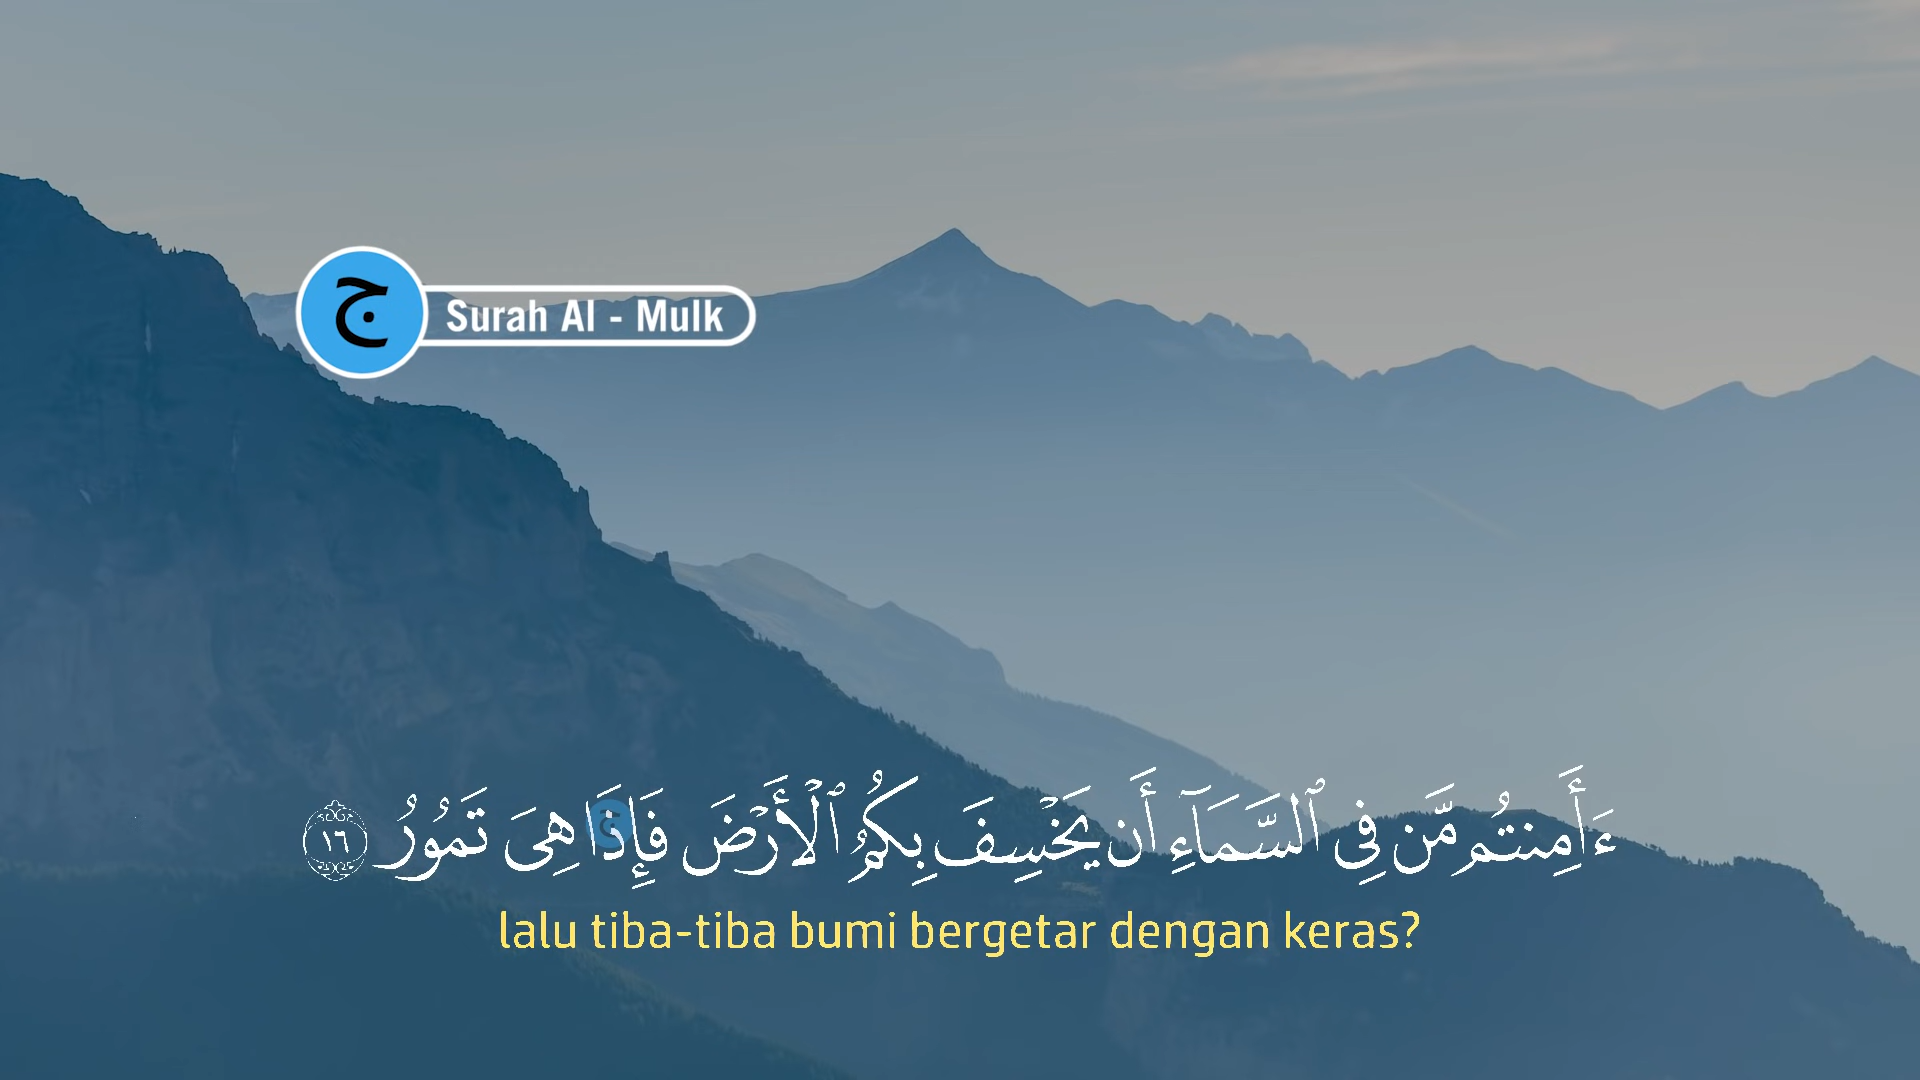 ج
Surah Al - Mulk
ءَأَمِنتُم مَّن فِى ٱلسَّمَآءِ أَن يَخْسِفَ بِكُمُ ٱلْأَرْضَ فَإِذَا هِىَ تَمُورُ ١٦
ج
lalu tiba-tiba bumi bergetar dengan keras?